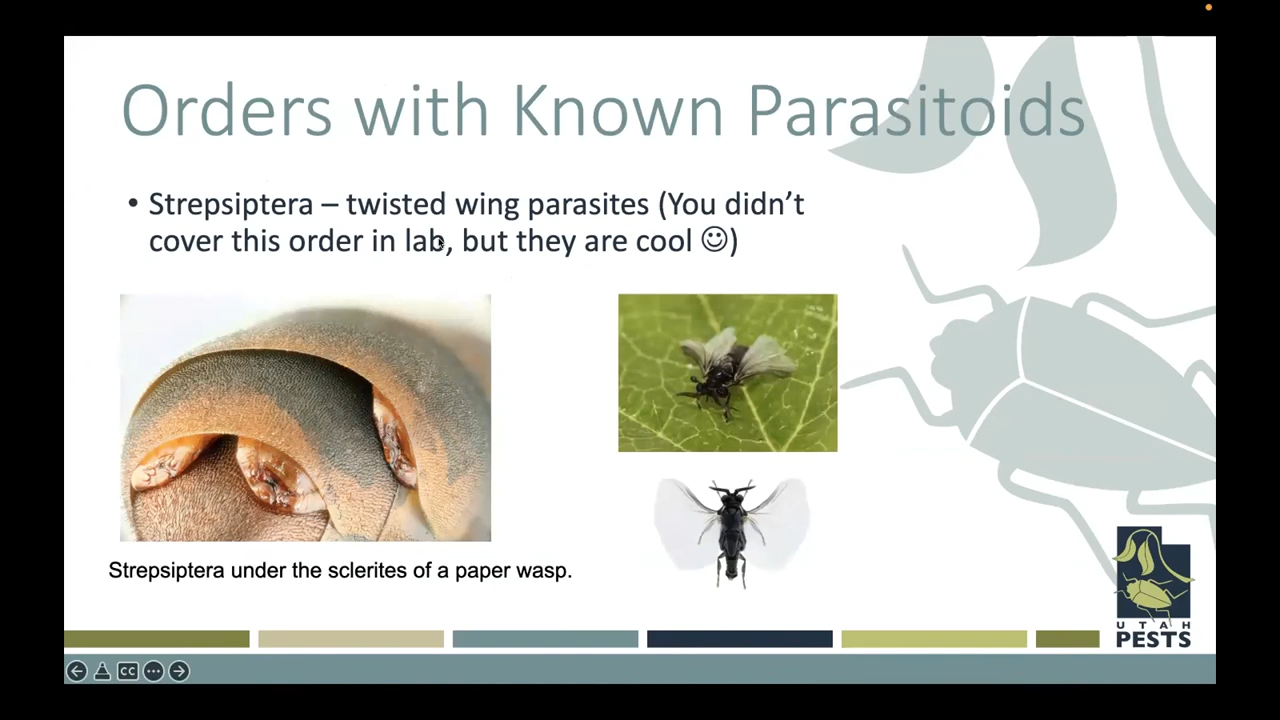 Orders with Known Parasitoids
• Strepsiptera – twisted wing parasites (You didn’t
cover this order in lab, but they are cool ☺)
Strepsiptera under the sclerites of a paper wasp.
UTAH
PESTS
CC